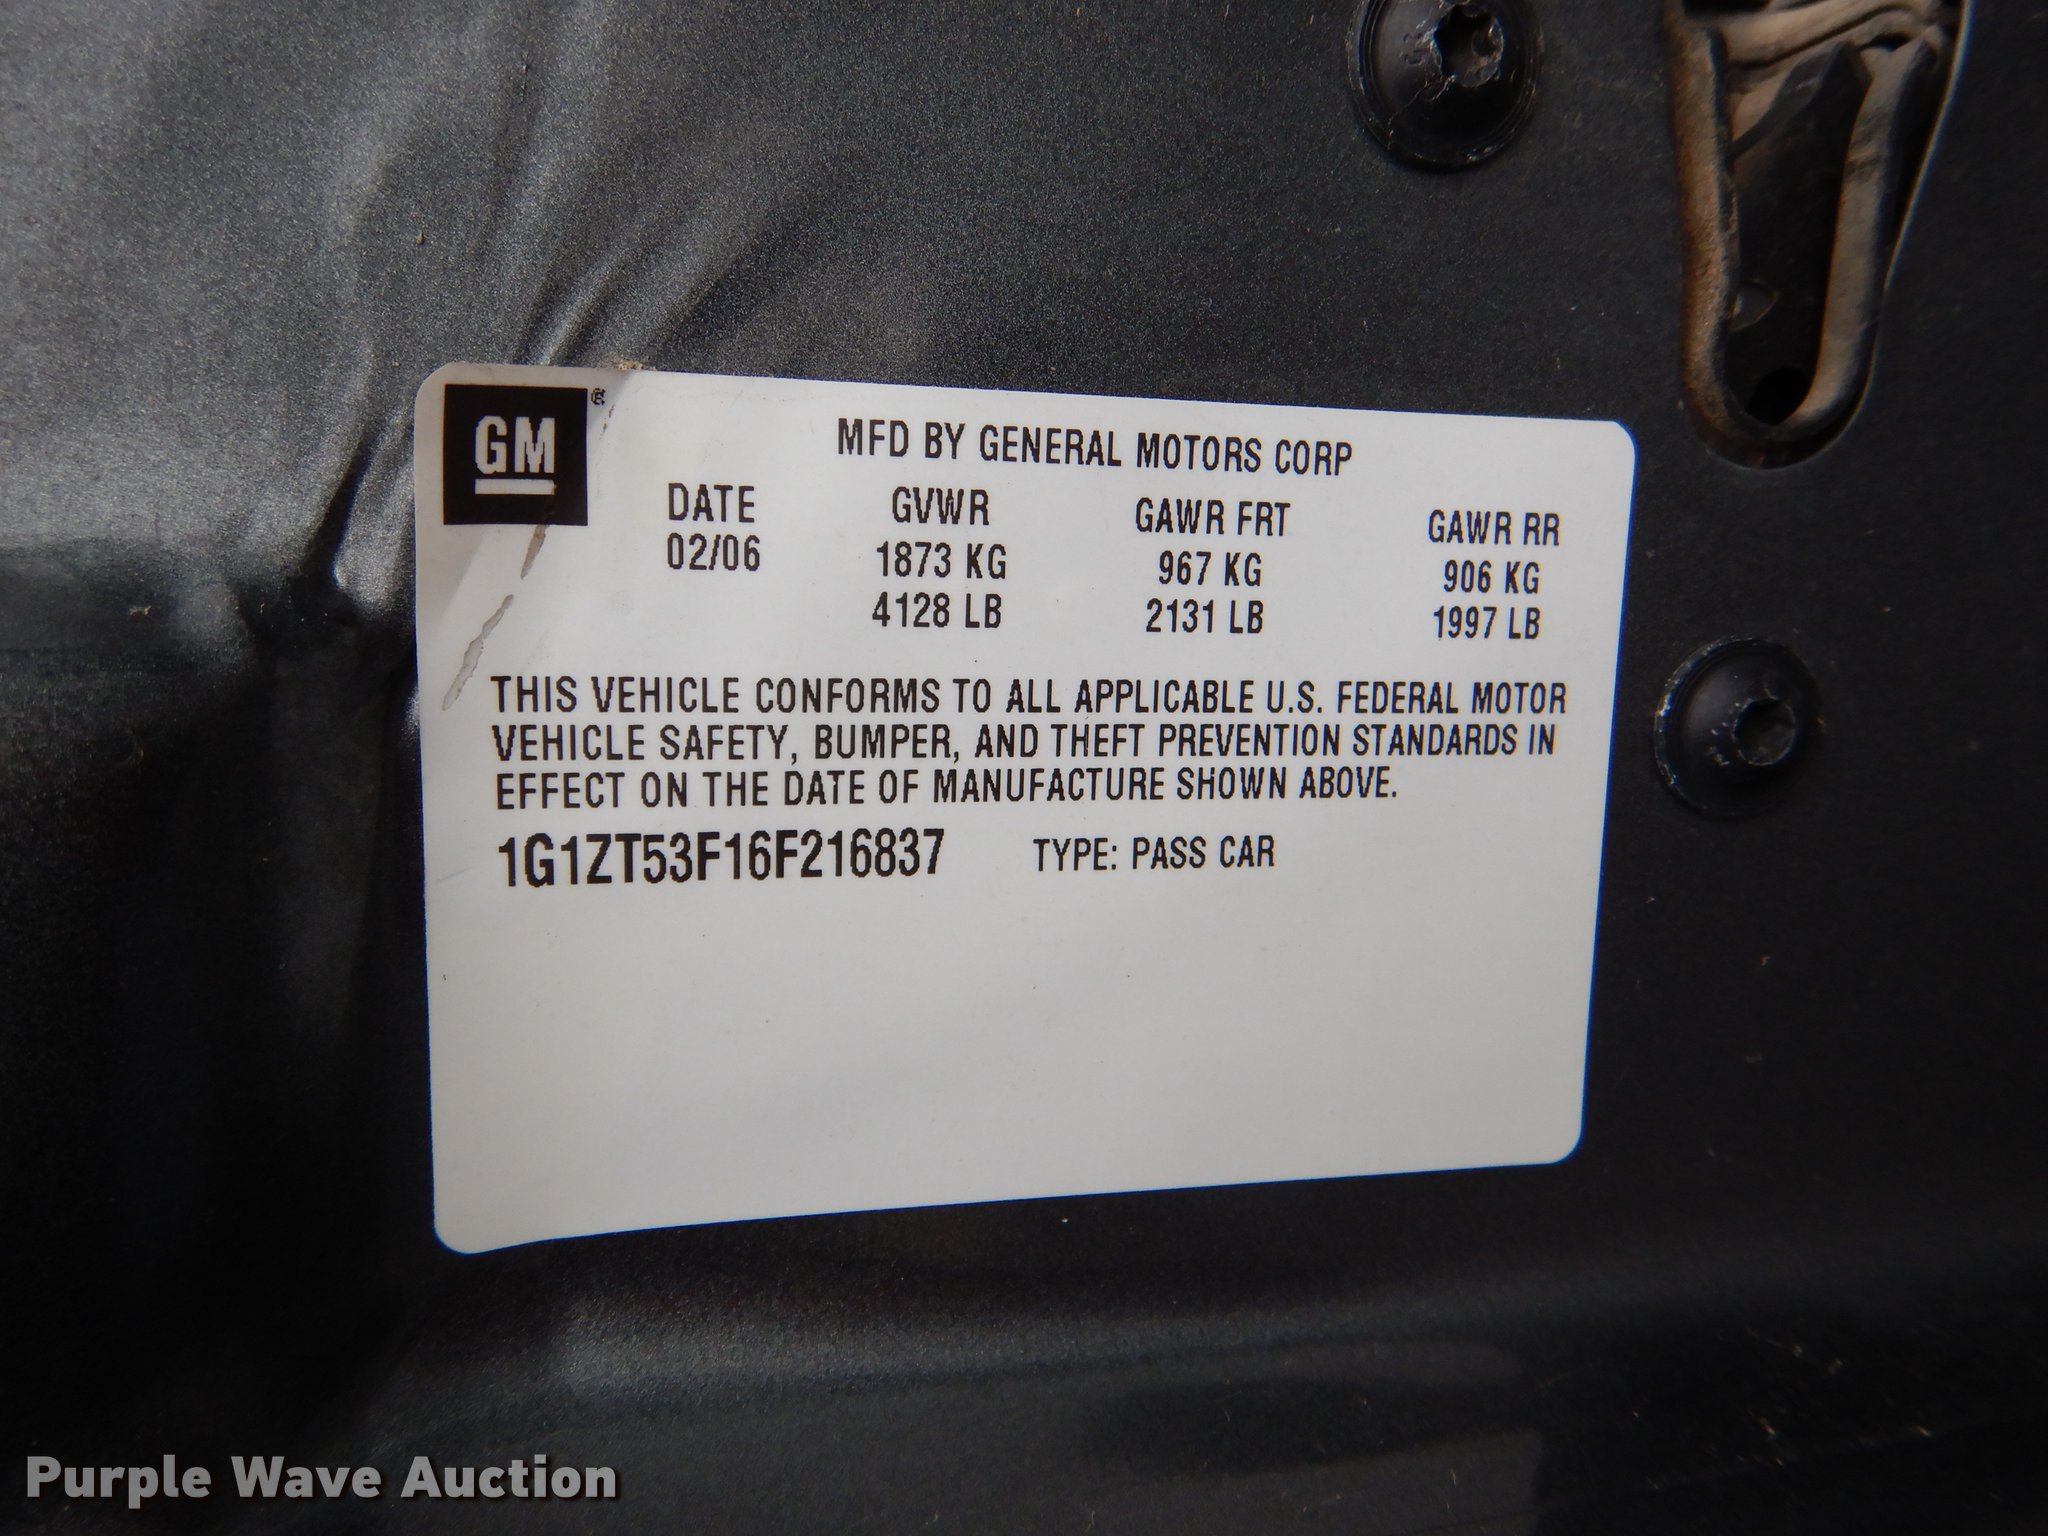 GM®
MFD BY GENERAL MOTORS CORP
DATE GVWR GAWR FRT GAWR RR
02/06 1873 KG 967 KG 906 KG
4128 LB 2131 LB 1997 LB
THIS VEHICLE CONFORMS TO ALL APPLICABLE U.S. FEDERAL MOTOR
VEHICLE SAFETY, BUMPER, AND THEFT PREVENTION STANDARDS IN
EFFECT ON THE DATE OF MANUFACTURE SHOWN ABOVE.
1G1ZT53F16F216837 TYPE: PASS CAR
Purple Wave Auction